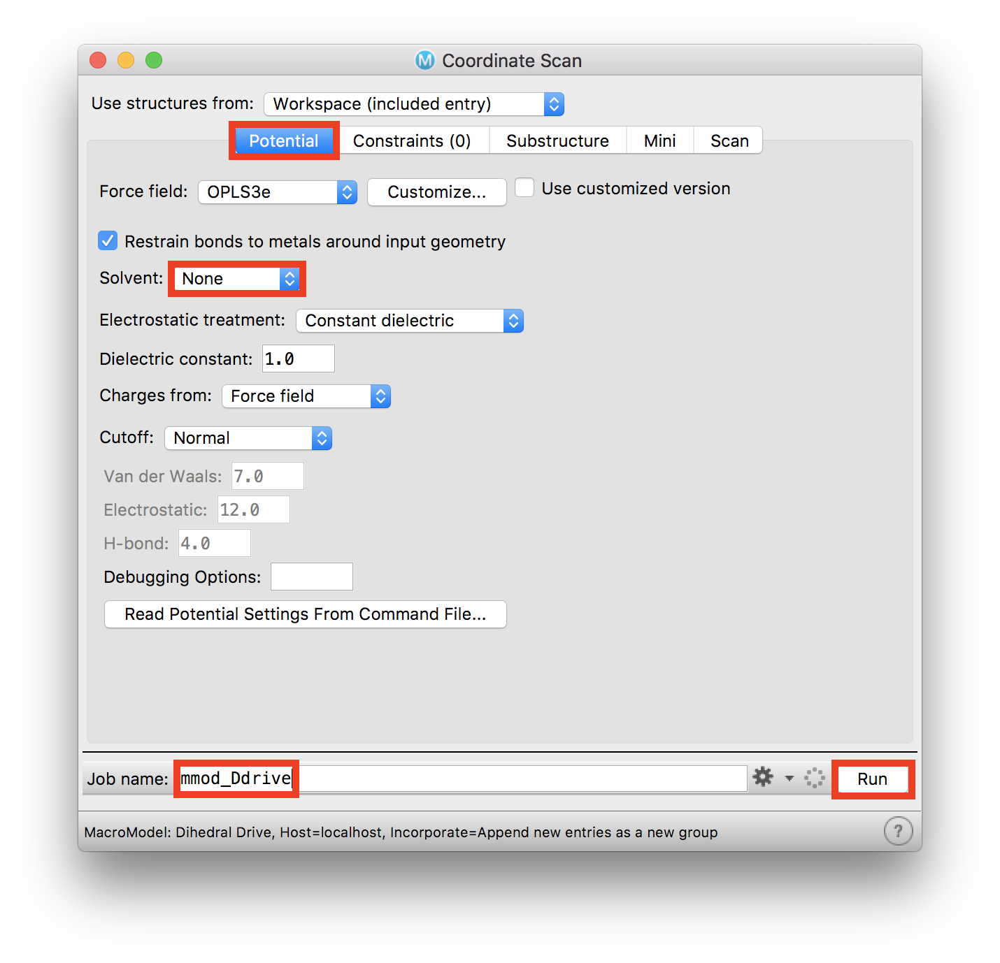 M Coordinate Scan
Use structures from: Workspace (included entry)
Potential Constraints (0) Substructure Mini Scan
Force field: OPLS3e Customize... Use customized version
Restrain bonds to metals around input geometry
Solvent: None
Electrostatic treatment: Constant dielectric
Dielectric constant: 1.0
Charges from: Force field
Cutoff: Normal
Van der Waals: 7.0
Electrostatic: 12.0
H-bond: 4.0
Debugging Options:
Read Potential Settings From Command File...
Job name: mmod_Ddrive Run
MacroModel: Dihedral Drive, Host=localhost, Incorporate=Append new entries as a new group ?